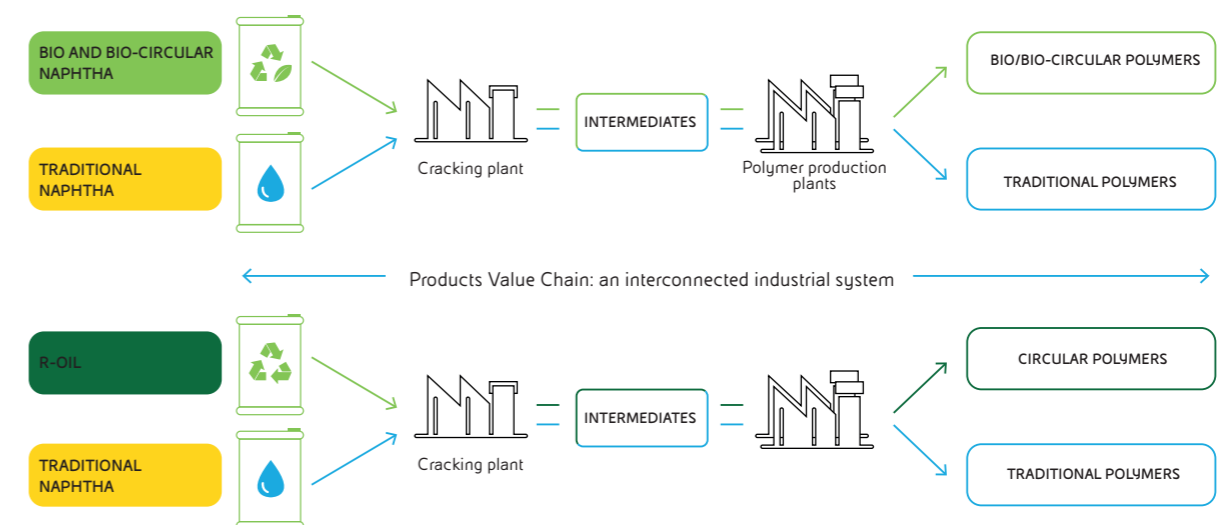 BIO AND BIO-CIRCULAR
NAPHTHA
BIO/BIO-CIRCULAR POLYMERS
INTERMEDIATES
Cracking plant
Polymer production
plants
TRADITIONAL
NAPHTHA
TRADITIONAL POLYMERS
Products Value Chain: an interconnected industrial system
R-OIL
CIRCULAR POLYMERS
INTERMEDIATES
Cracking plant
TRADITIONAL
NAPHTHA
TRADITIONAL POLYMERS